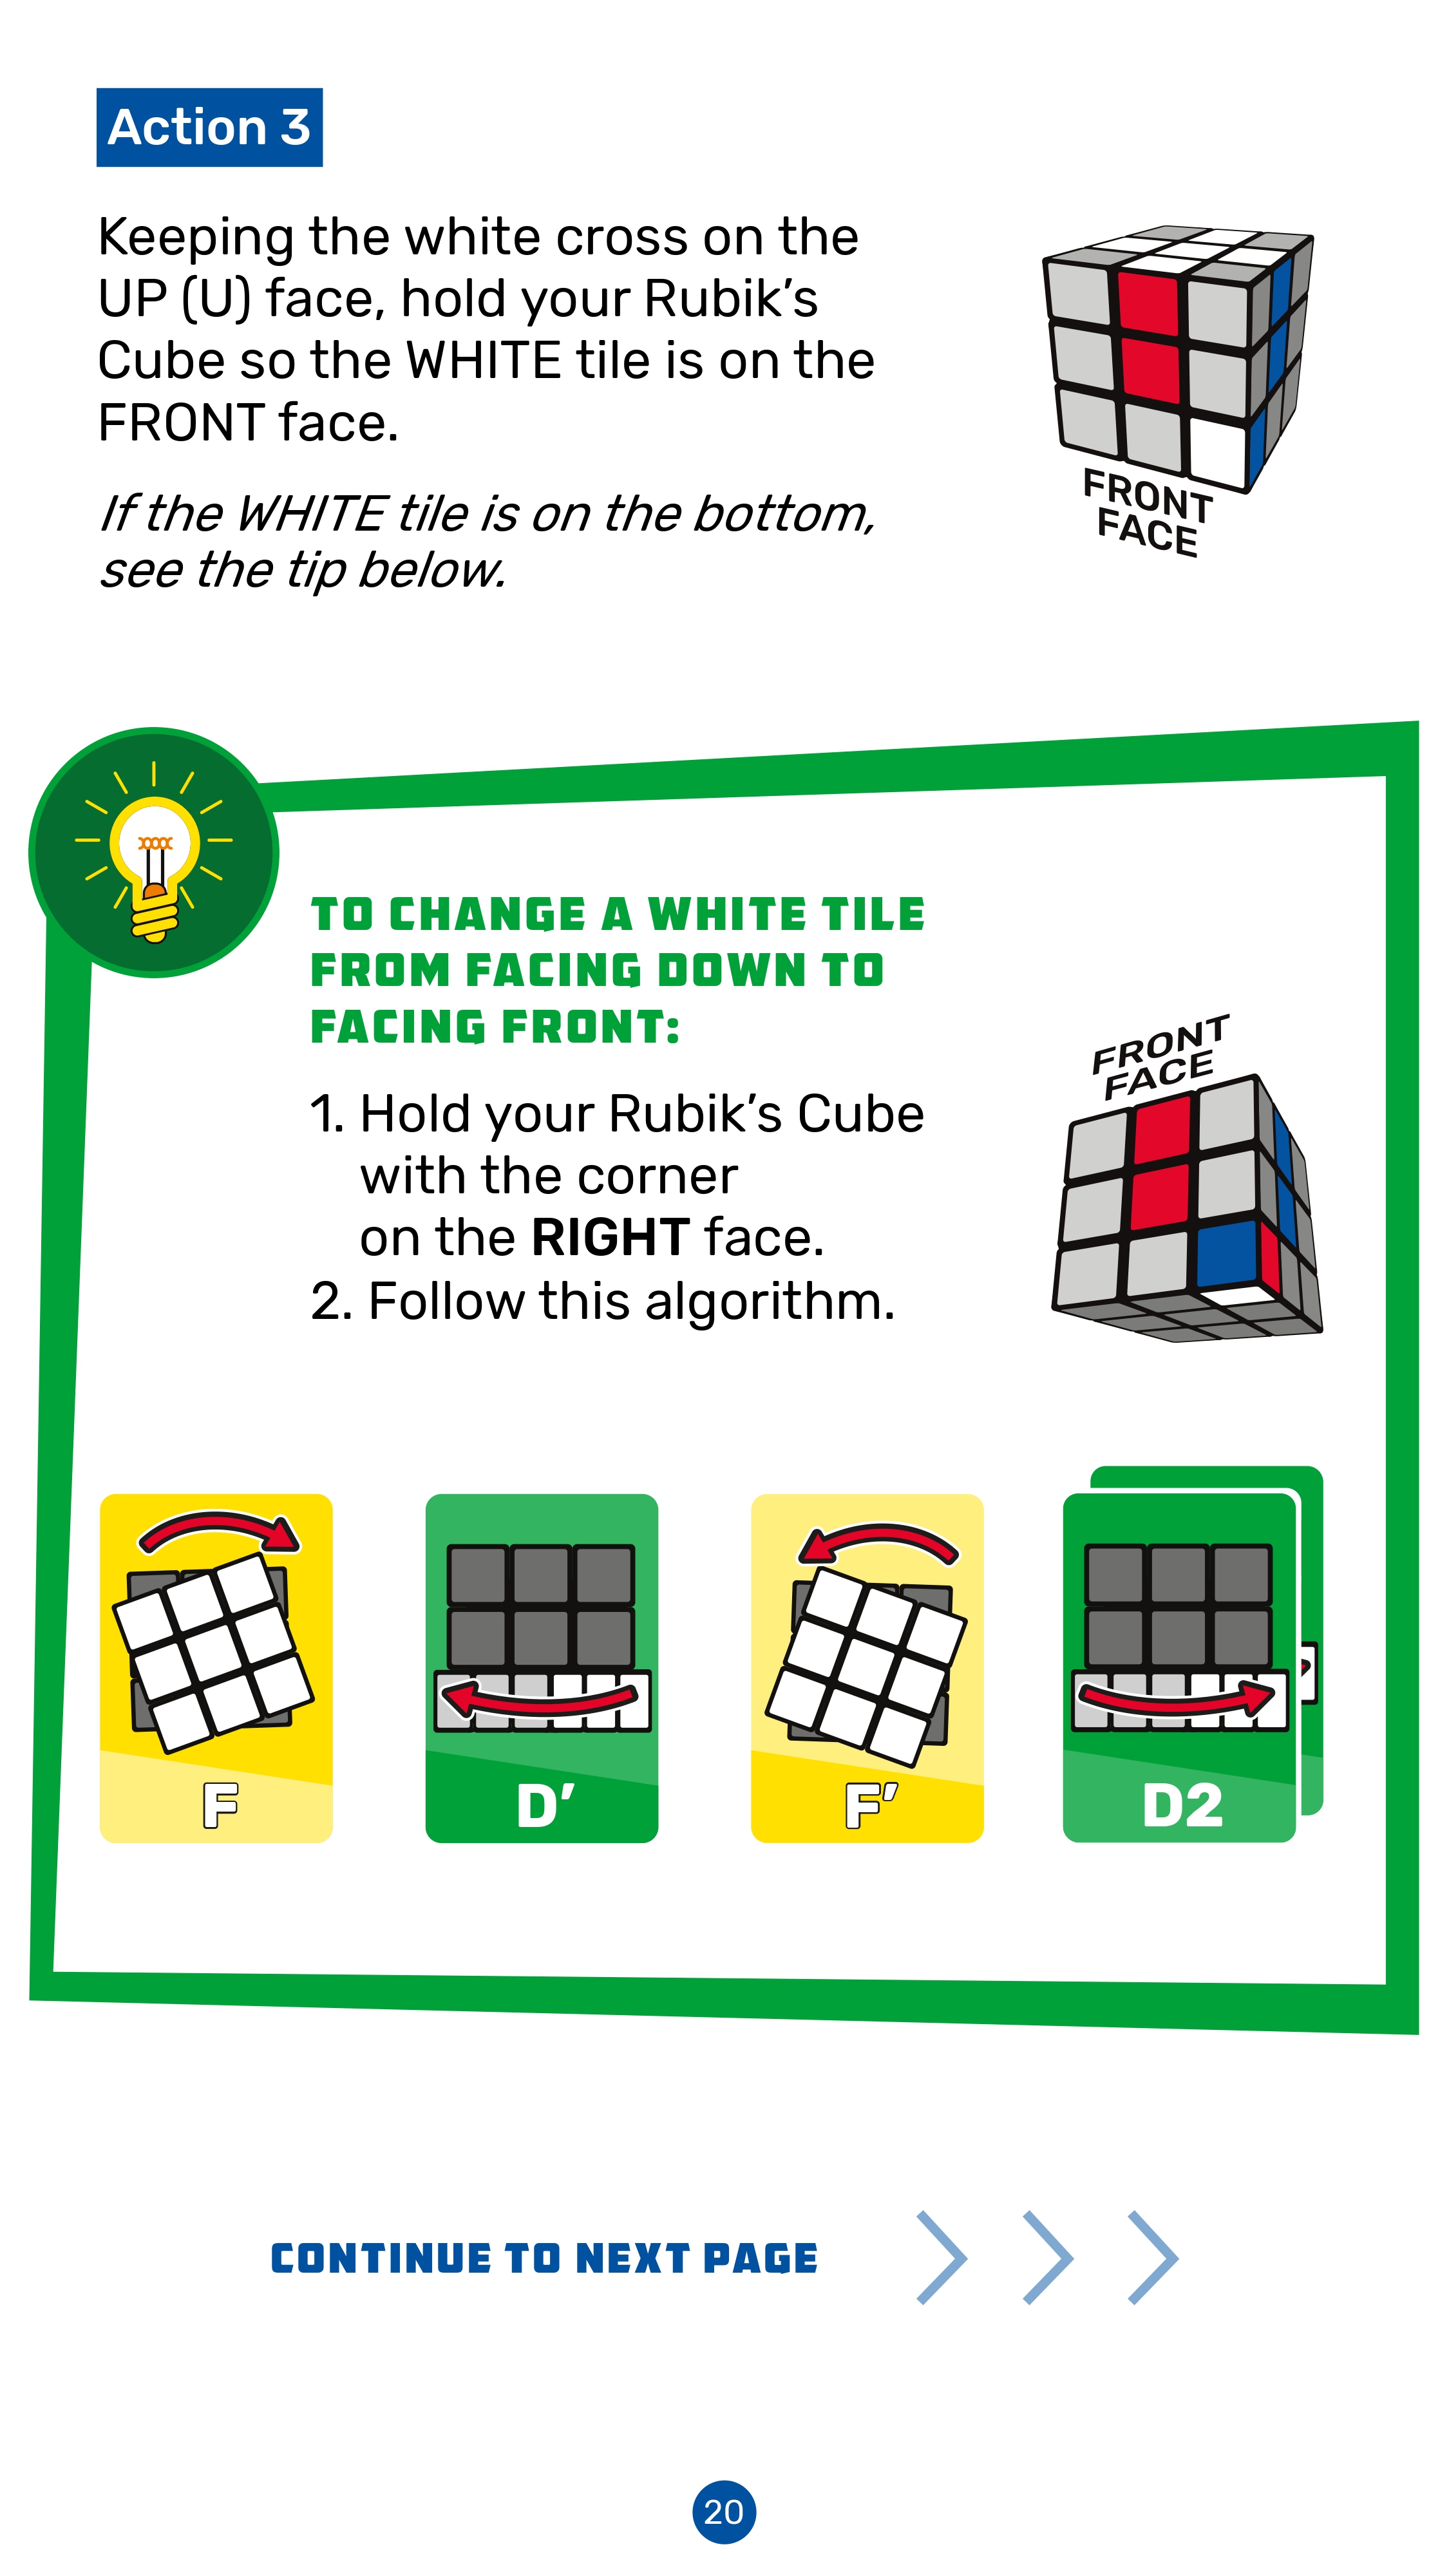 Action 3
Keeping the white cross on the
UP (U) face, hold your Rubik’s
Cube so the WHITE tile is on the
FRONT face.
If the WHITE tile is on the bottom,
see the tip below.
FRONT
FACE
TO CHANGE A WHITE TILE
FROM FACING DOWN TO
FACING FRONT:
1. Hold your Rubik’s Cube
with the corner
on the RIGHT face.
2. Follow this algorithm.
FRONT
FACE
F
D’
F’
D2
CONTINUE TO NEXT PAGE
20